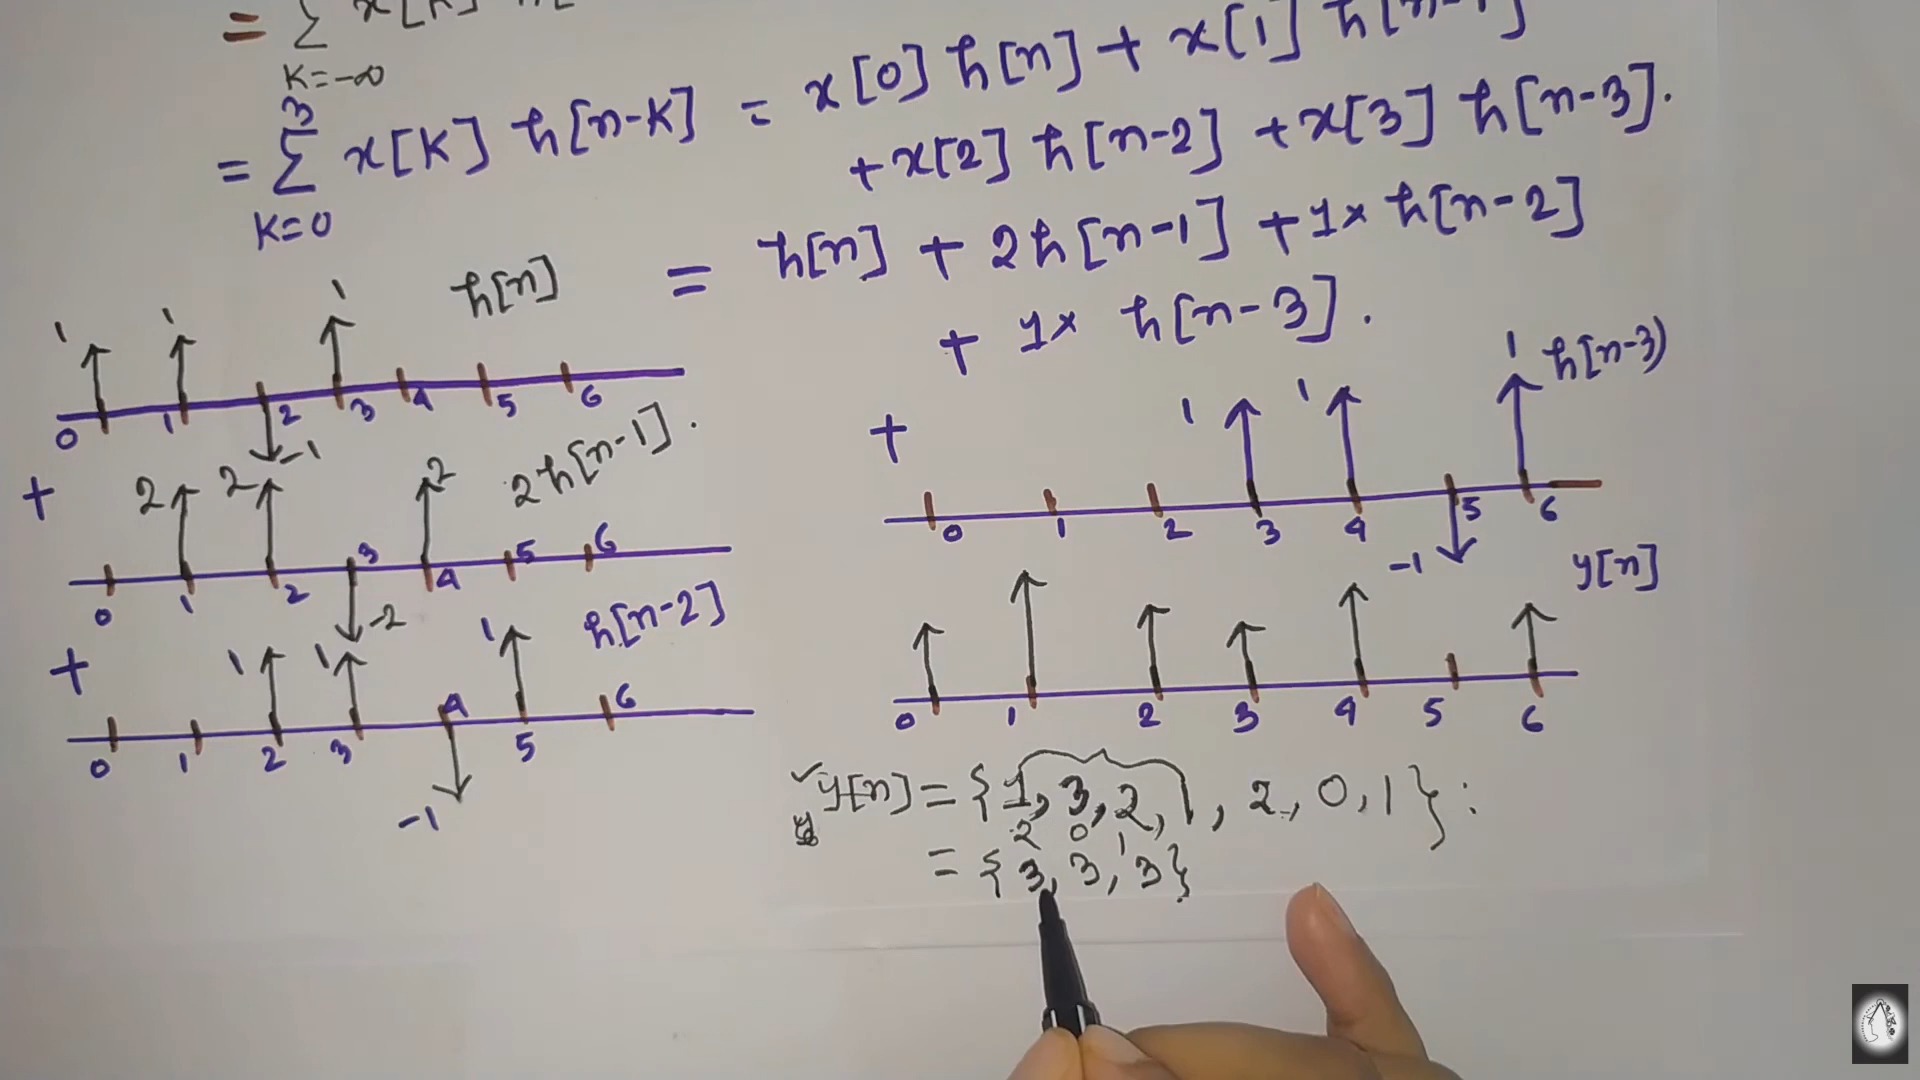 = Σ x[k]
k=-∞
= Σ x[k] h[n-k] = x[0] h[n] + x[1] h[n-1]
3
k=0
+x[2] h[n-2] + x[3] h[n-3].
= h[n] + 2h[n-1] + 1× h[n-2]
+ 1× h[n-3].
1 1 -1 1 h[n]
0 1 2 3 4 5 6
+ 2 2 -2 2 2h[n-1].
0 1 2 3 4 5 6
+ 1 1 -1 1 h[n-2]
0 1 2 3 4 5 6
+ 1 1 -1 1 h[n-3)
0 1 2 3 4 5 6
y[n]
0 1 2 3 4 5 6
✓y[n] = {1, 3, 2, 1, 2, 0, 1} :
2 0 1
= {3, 3, 3}